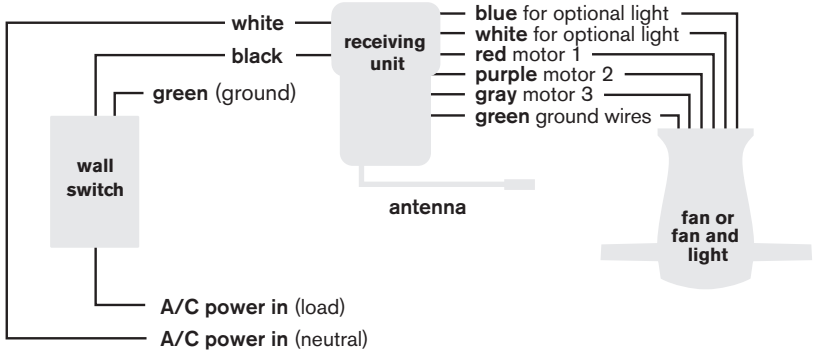 white
black
green (ground)
wall
switch
receiving
unit
antenna
blue for optional light
white for optional light
red motor 1
purple motor 2
gray motor 3
green ground wires
fan or
fan and
light
A/C power in (load)
A/C power in (neutral)